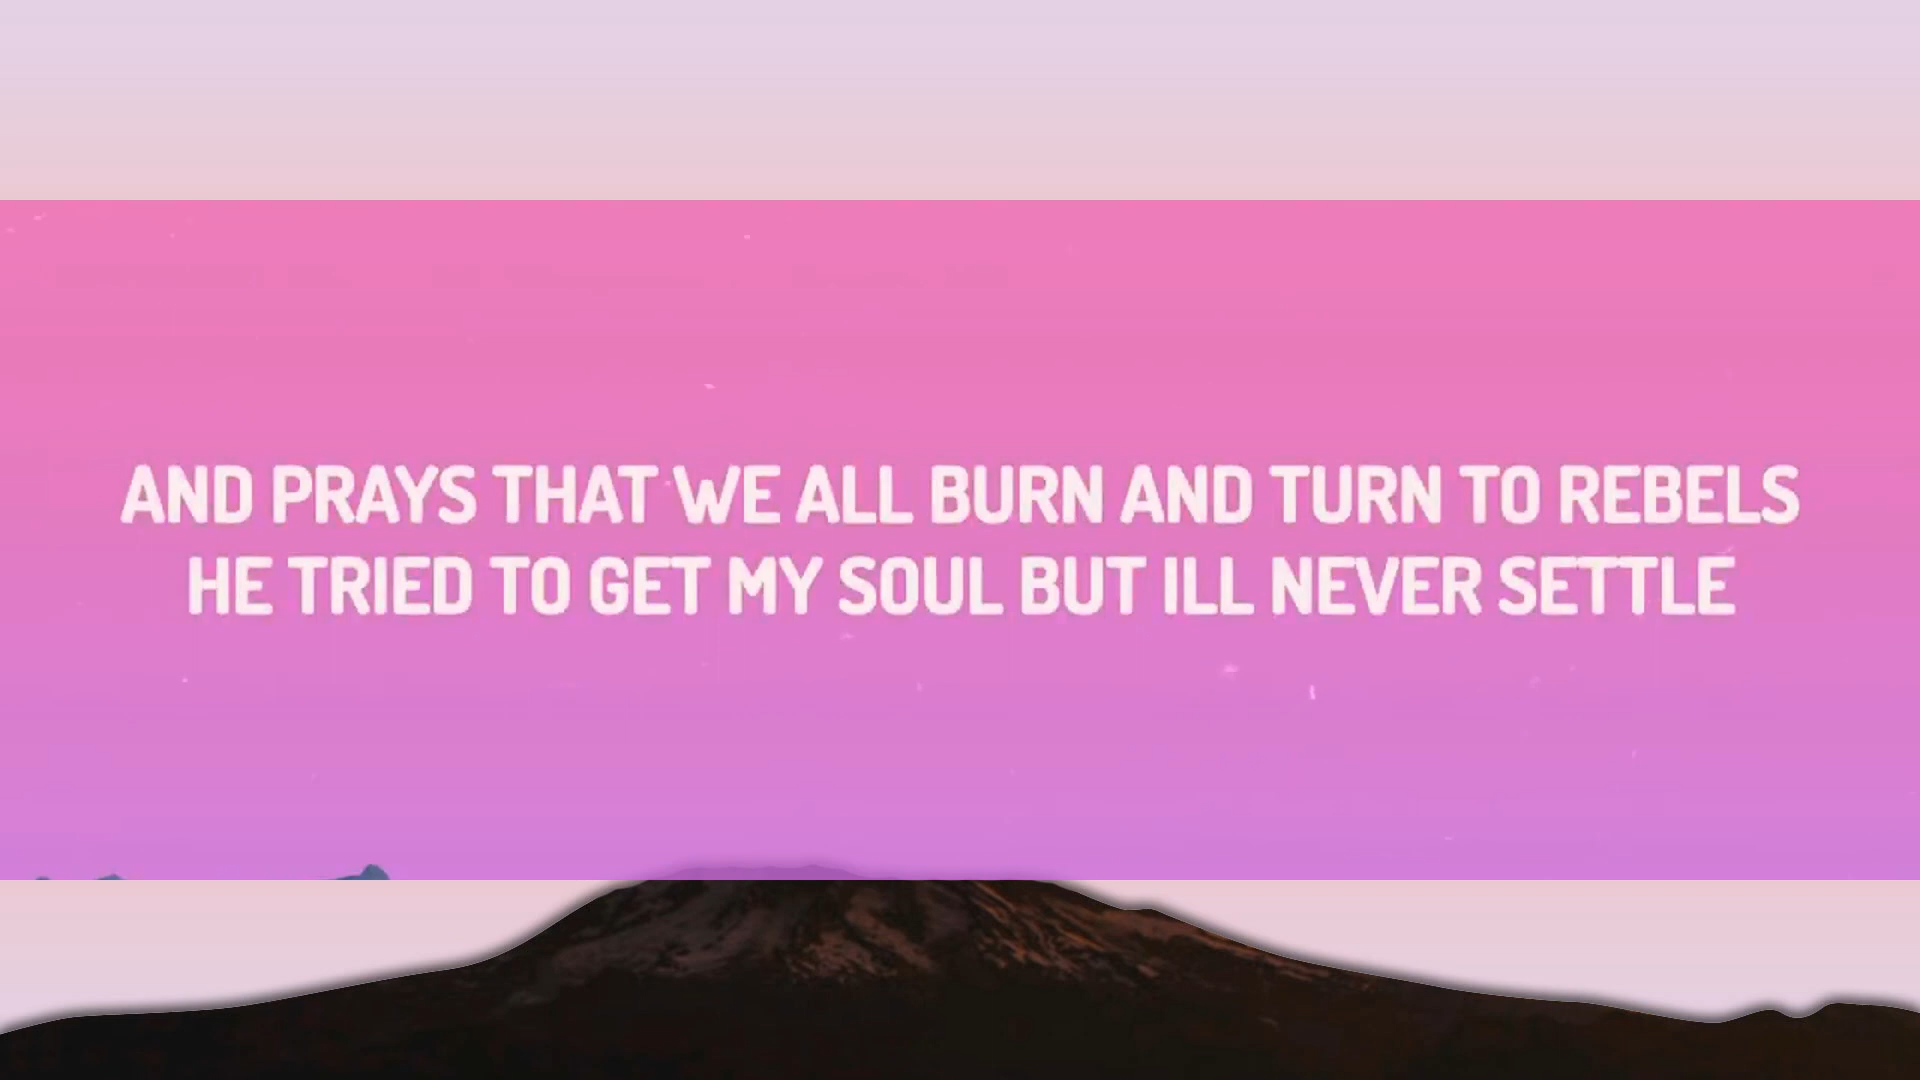 AND PRAYS THAT WE ALL BURN AND TURN TO REBELS
HE TRIED TO GET MY SOUL BUT ILL NEVER SETTLE